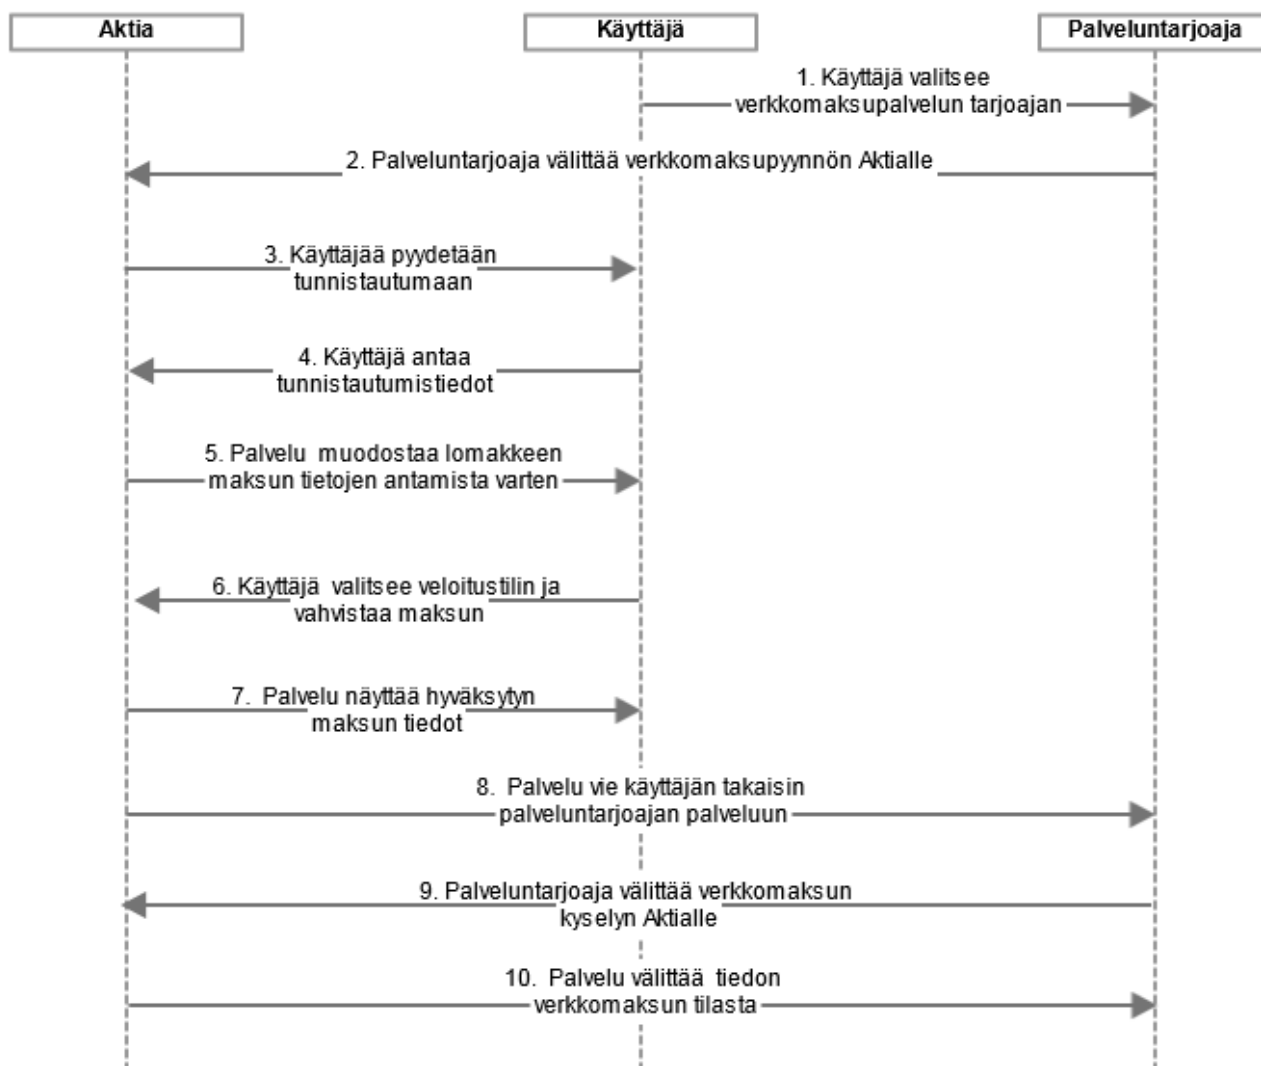 Aktia
Käyttäjä
Palveluntarjoaja
1. Käyttäjä valitsee
verkkomaksupalvelun tarjoajan
2. Palveluntarjoaja välittää verkkomaksupyynnön Aktialle
3. Käyttäjää pyydetään
tunnistautumaan
4. Käyttäjä antaa
tunnistautumistiedot
5. Palvelu muodostaa lomakkeen
maksun tietojen antamista varten
6. Käyttäjä valitsee veloitustilin ja
vahvistaa maksun
7. Palvelu näyttää hyväksytyn
maksun tiedot
8. Palvelu vie käyttäjän takaisin
palveluntarjoajan palveluun
9. Palveluntarjoaja välittää verkkomaksun
kyselyn Aktialle
10. Palvelu välittää tiedon
verkkomaksun tilasta